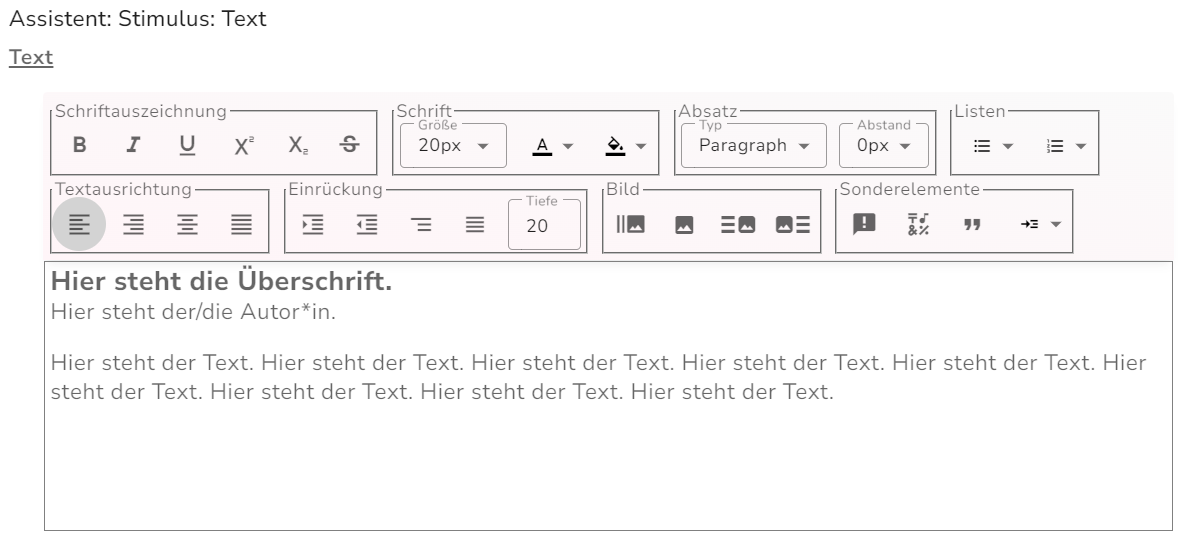 Assistent: Stimulus: Text
Text
Schriftauszeichnung Schrift Absatz Listen
Größe Typ Abstand
B I U X² X₂ S 20px A Paragraph 0px
Textausrichtung Einrückung Bild Sonderelemente
Tiefe
20
Hier steht die Überschrift.
Hier steht der/die Autor*in.
Hier steht der Text. Hier steht der Text. Hier steht der Text. Hier steht der Text. Hier steht der Text. Hier
steht der Text. Hier steht der Text. Hier steht der Text. Hier steht der Text.